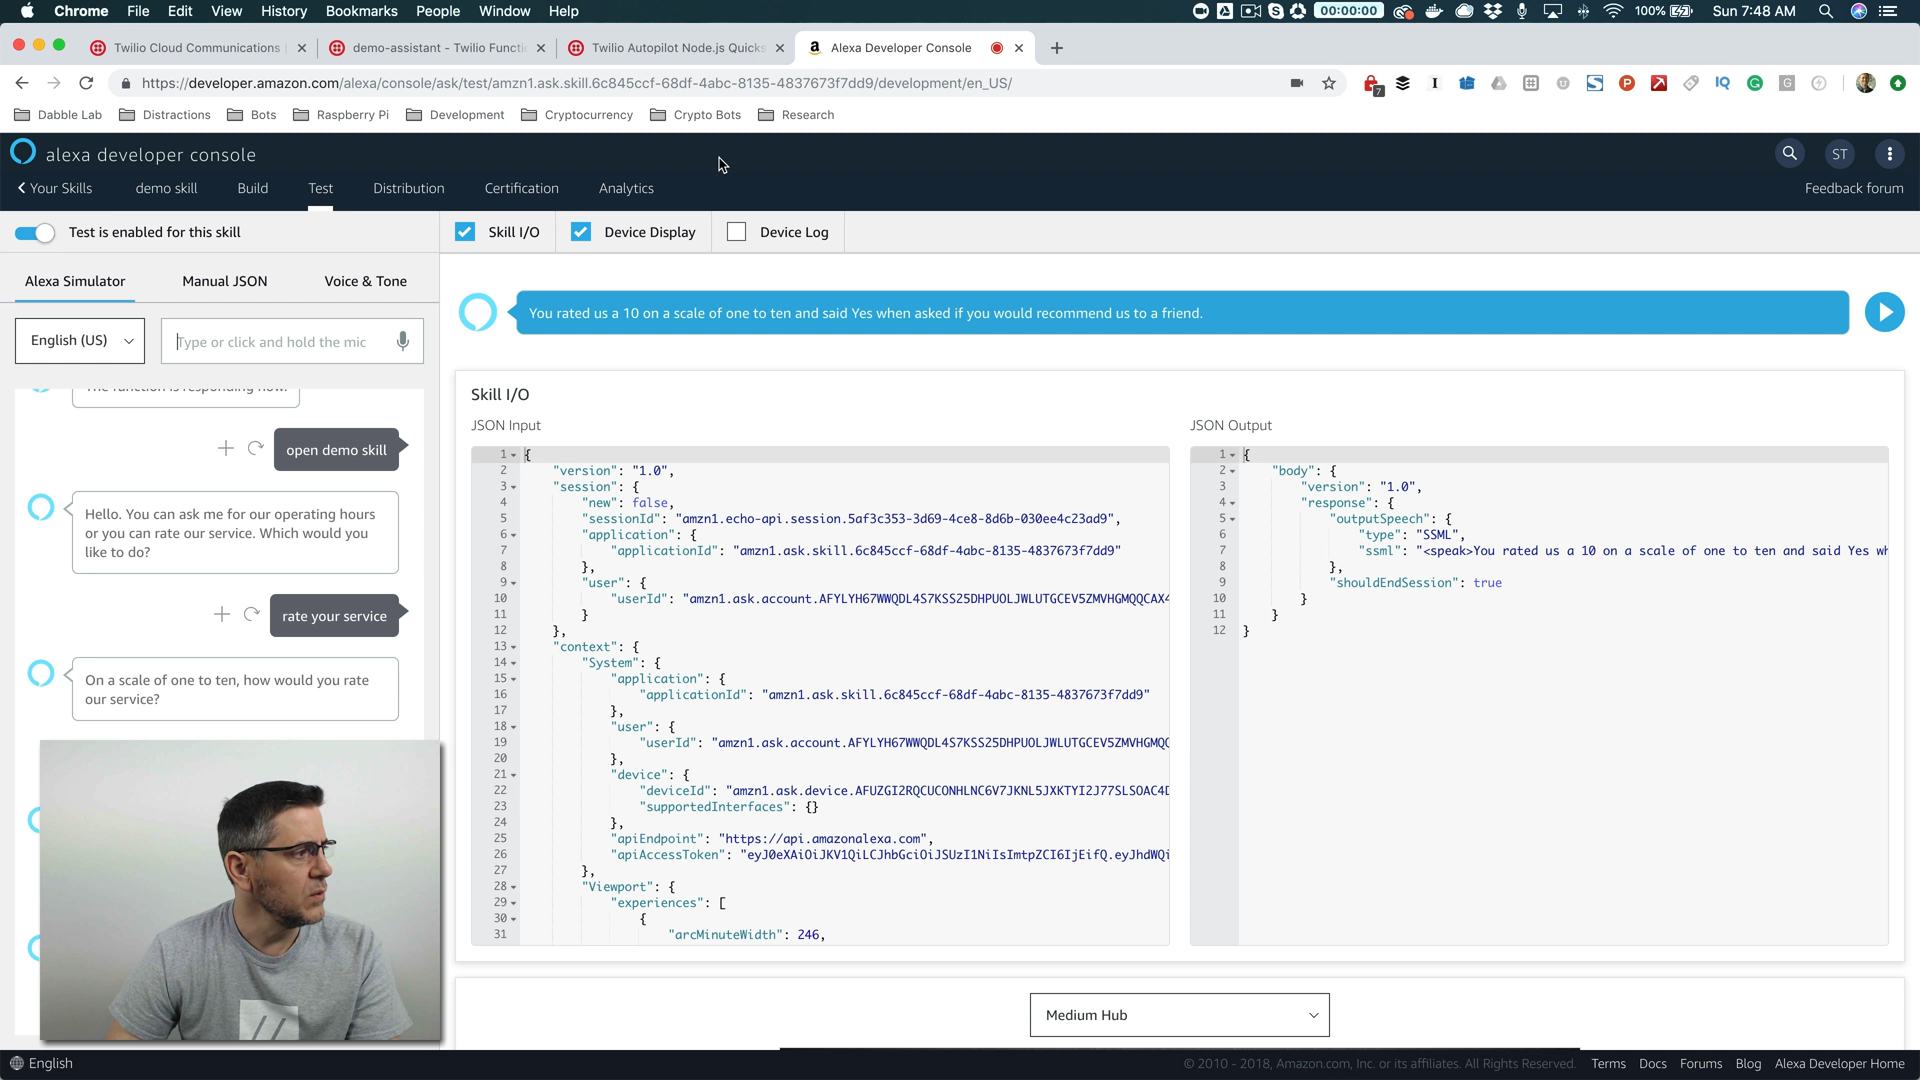 Chrome File Edit View History Bookmarks People Window Help
00:00:00 100% Sun 7:48 AM
Twilio Cloud Communications
demo-assistant - Twilio Functi
Twilio Autopilot Node.js Quicks
a Alexa Developer Console
https://developer.amazon.com/alexa/console/ask/test/amzn1.ask.skill.6c845ccf-68df-4abc-8135-4837673f7dd9/development/en_US/
Dabble Lab Distractions Bots Raspberry Pi Development Cryptocurrency Crypto Bots Research
alexa developer console
ST
Your Skills demo skill Build Test Distribution Certification Analytics
Feedback forum
Test is enabled for this skill
Skill I/O Device Display Device Log
Alexa Simulator Manual JSON Voice & Tone
English (US)
Type or click and hold the mic
The function is responding now.
open demo skill
Hello. You can ask me for our operating hours
or you can rate our service. Which would you
like to do?
rate your service
On a scale of one to ten, how would you rate
our service?
You rated us a 10 on a scale of one to ten and said Yes when asked if you would recommend us to a friend.
Skill I/O
JSON Input
1 {
2 "version": "1.0",
3 "session": {
4 "new": false,
5 "sessionId": "amzn1.echo-api.session.5af3c353-3d69-4ce8-8d6b-030ee4c23ad9",
6 "application": {
7 "applicationId": "amzn1.ask.skill.6c845ccf-68df-4abc-8135-4837673f7dd9"
8 },
9 "user": {
10 "userId": "amzn1.ask.account.AFYLYH67WWQDL4S7KSS25DHPUOLJWLUTGCEV5ZMVHGMQQCAX4
11 }
12 },
13 "context": {
14 "System": {
15 "application": {
16 "applicationId": "amzn1.ask.skill.6c845ccf-68df-4abc-8135-4837673f7dd9"
17 },
18 "user": {
19 "userId": "amzn1.ask.account.AFYLYH67WWQDL4S7KSS25DHPUOLJWLUTGCEV5ZMVHGMQQ
20 },
21 "device": {
22 "deviceId": "amzn1.ask.device.AFUZGI2RQCUCONHLNC6V7JKNL5JXKTYI2J77SLSOAC4D
23 "supportedInterfaces": {}
24 },
25 "apiEndpoint": "https://api.amazonalexa.com",
26 "apiAccessToken": "eyJ0eXAiOiJKV1QiLCJhbGciOiJSUzI1NiIsImtpZCI6IjEifQ.eyJhdWQi
27 },
28 "Viewport": {
29 "experiences": [
30 {
31 "arcMinuteWidth": 246,
JSON Output
1 {
2 "body": {
3 "version": "1.0",
4 "response": {
5 "outputSpeech": {
6 "type": "SSML",
7 "ssml": "<speak>You rated us a 10 on a scale of one to ten and said Yes wh
8 },
9 "shouldEndSession": true
10 }
11 }
12 }
Medium Hub
English
© 2010 - 2018, Amazon.com, Inc. or its affiliates. All Rights Reserved. Terms Docs Forums Blog Alexa Developer Home